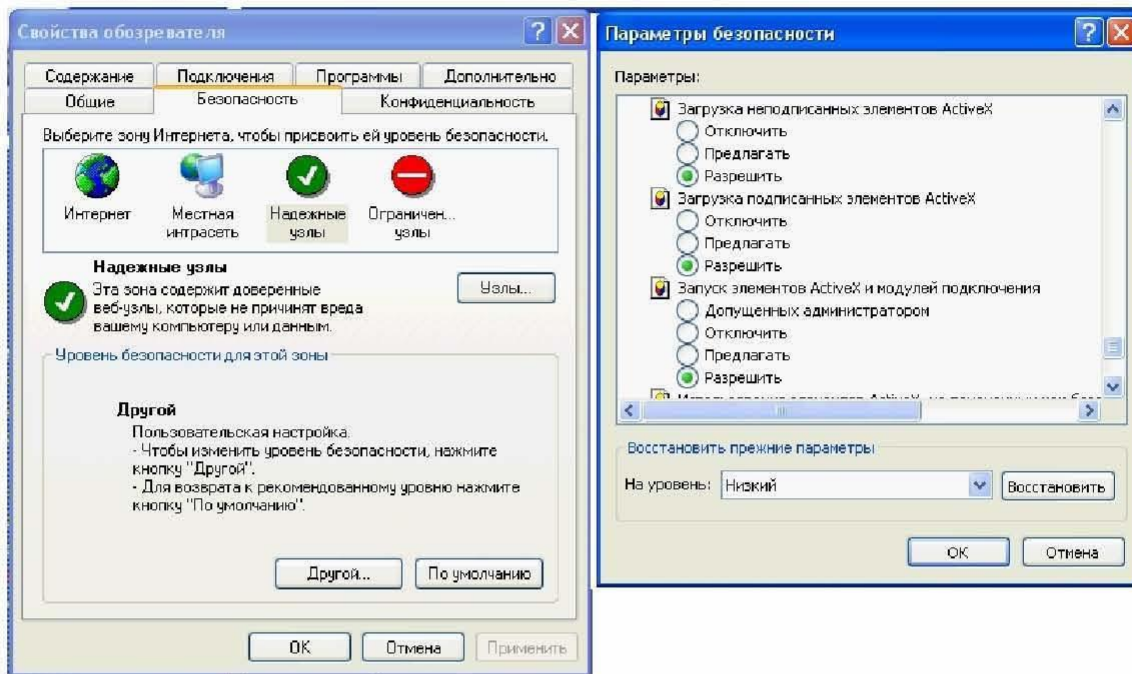 Свойства обозревателя
Содержание
Подключения
Программы
Дополнительно
Общие
Безопасность
Конфиденциальность
Выберите зону Интернета, чтобы присвоить ей уровень безопасности.
Интернет
Местная
интрасеть
Надежные
узлы
Ограничен...
узлы
Надежные узлы
Эта зона содержит доверенные
веб-узлы, которые не причинят вреда
вашему компьютеру или данным.
Узлы...
Уровень безопасности для этой зоны
Другой
Пользовательская настройка.
- Чтобы изменить уровень безопасности, нажмите
кнопку "Другой".
- Для возврата к рекомендованному уровню нажмите
кнопку "По умолчанию".
Другой...
По умолчанию
ОК
Отмена
Применить
Параметры безопасности
Параметры:
Загрузка неподписанных элементов ActiveX
Отключить
Предлагать
Разрешить
Загрузка подписанных элементов ActiveX
Отключить
Предлагать
Разрешить
Запуск элементов ActiveX и модулей подключения
Допущенных администратором
Отключить
Предлагать
Разрешить
Восстановить прежние параметры
На уровень:
Низкий
Восстановить
ОК
Отмена